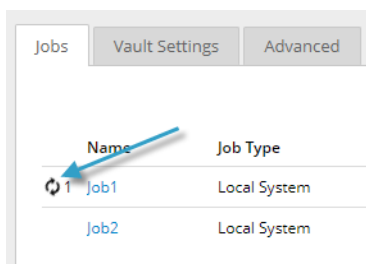 Jobs Vault Settings Advanced
Name Job Type
1 Job1 Local System
Job2 Local System